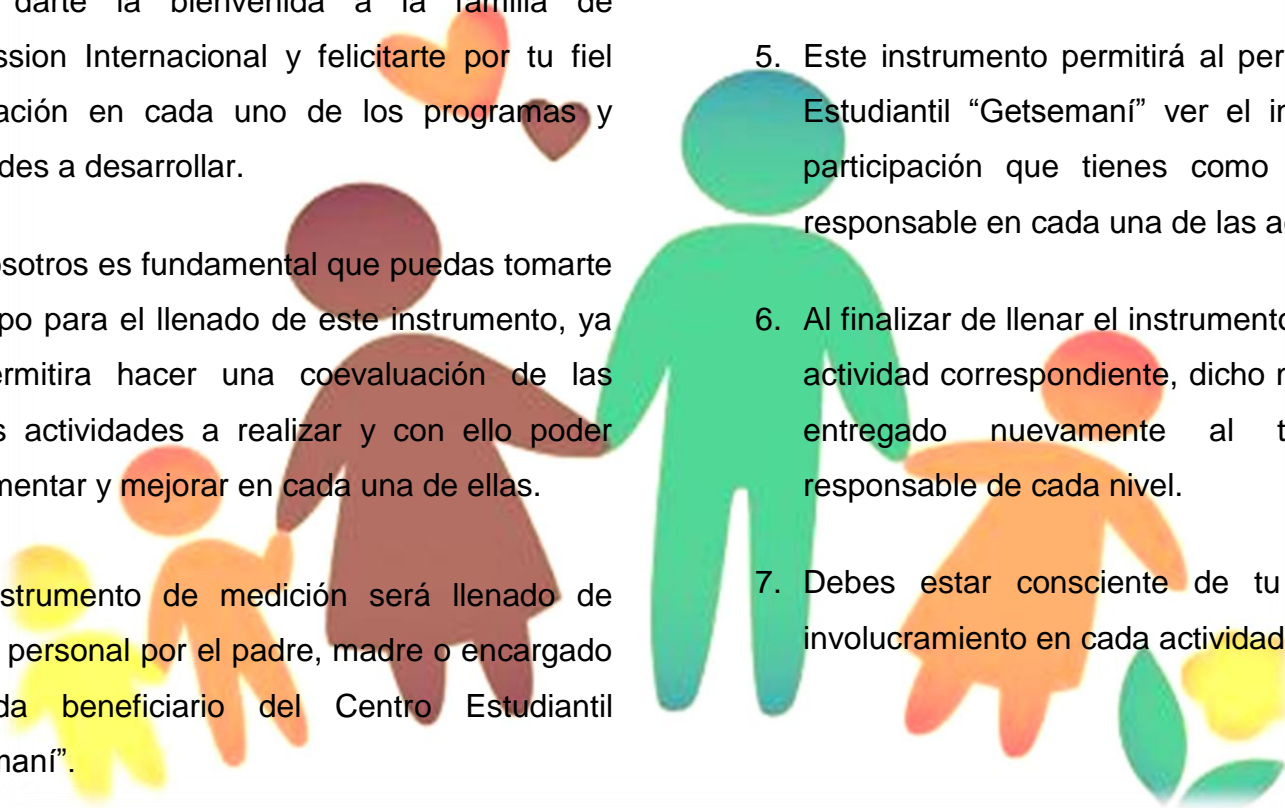 darte la bienvenida a la familia de
ssion Internacional y felicitarte por tu fiel
ación en cada uno de los programas y
des a desarrollar.
osotros es fundamental que puedas tomarte
po para el llenado de este instrumento, ya
ermitira hacer una coevaluación de las
s actividades a realizar y con ello poder
mentar y mejorar en cada una de ellas.
strumento de medición será llenado de
personal por el padre, madre o encargado
da beneficiario del Centro Estudiantil
maní”.
5. Este instrumento permitirá al per
Estudiantil “Getsemaní” ver el in
participación que tienes como
responsable en cada una de las a
6. Al finalizar de llenar el instrumento
actividad correspondiente, dicho
entregado nuevamente al t
responsable de cada nivel.
7. Debes estar consciente de tu
involucramiento en cada actividad